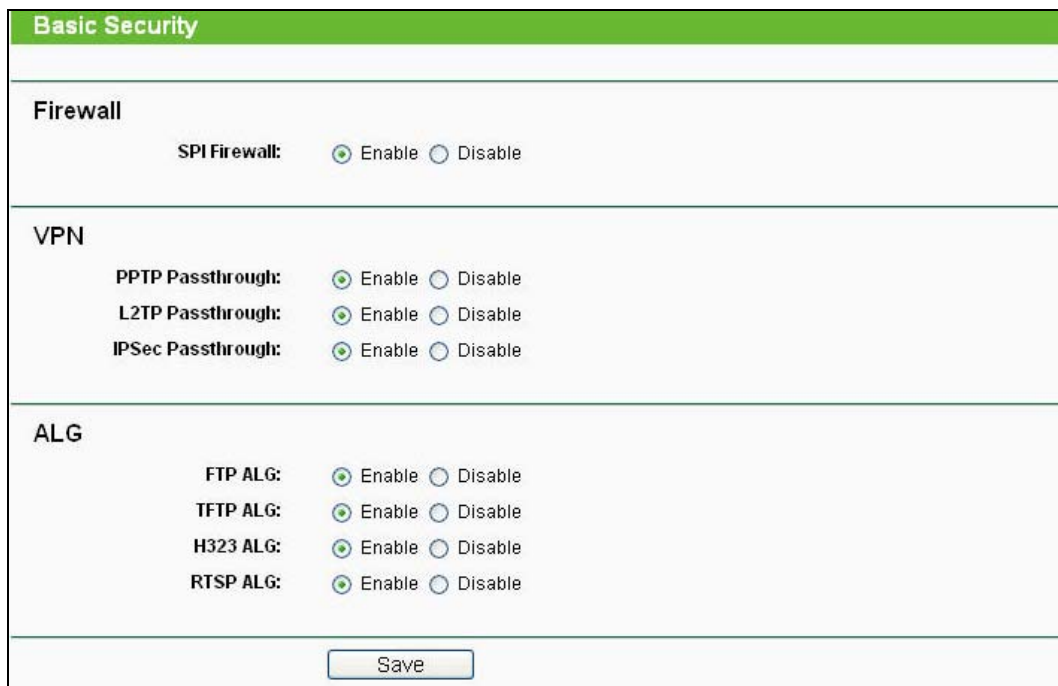 Basic Security
Firewall
SPI Firewall: Enable Disable
VPN
PPTP Passthrough: Enable Disable
L2TP Passthrough: Enable Disable
IPSec Passthrough: Enable Disable
ALG
FTP ALG: Enable Disable
TFTP ALG: Enable Disable
H323 ALG: Enable Disable
RTSP ALG: Enable Disable
Save